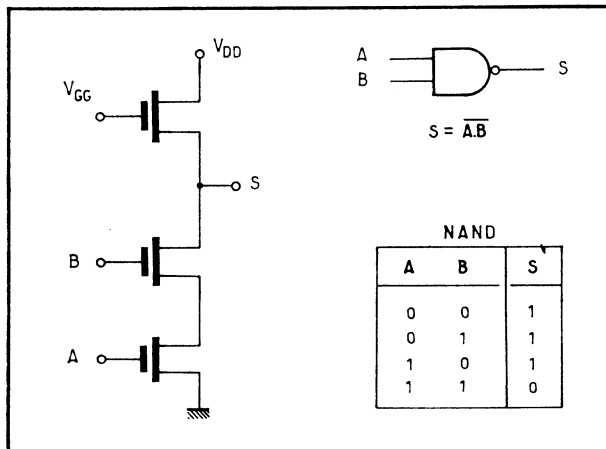 V_DD
V_GG
S
B
A
A
B
S
S = \overline{A.B}
NAND
A B S
0 0 1
0 1 1
1 0 1
1 1 0